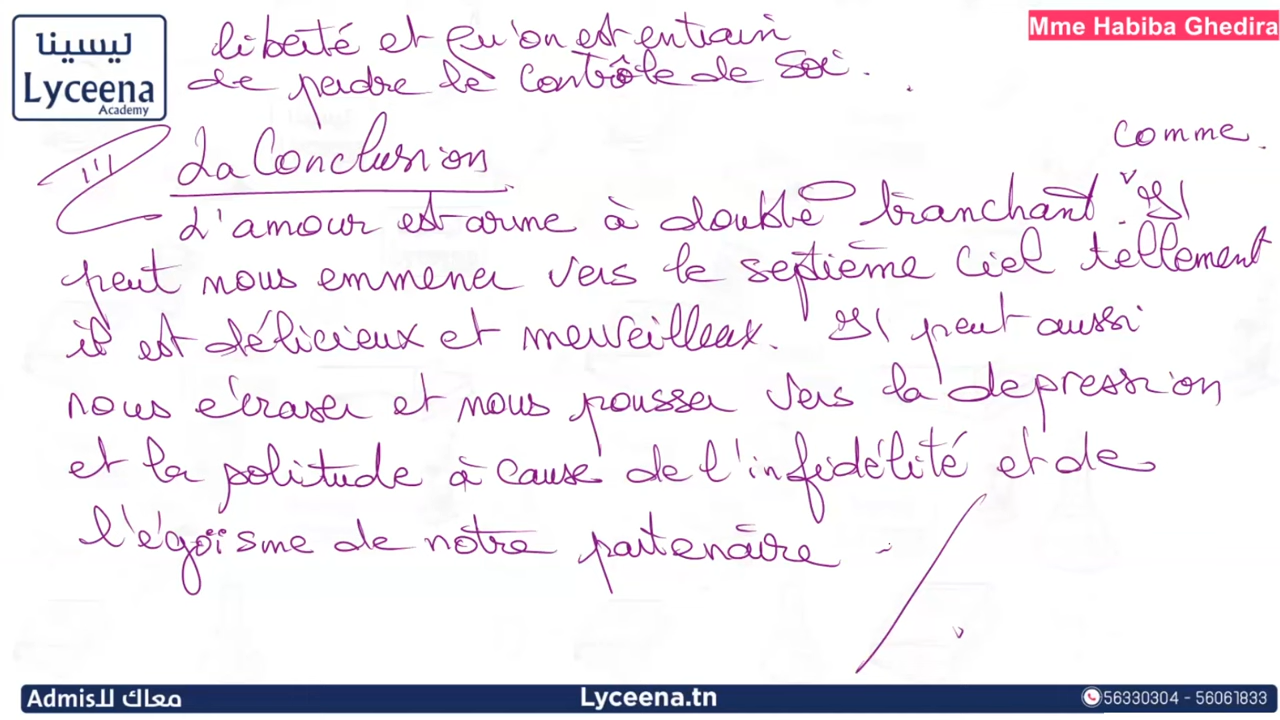 ليسينا
Lyceena
Academy
Mme Habiba Ghedira
liberté et qu'on est entrain
de perdre le contrôle de soi.
III
La Conclusion
comme
L'amour est arme à double tranchant. Il
peut nous emmener vers le septième ciel tellement
il est délicieux et merveilleux. Il peut aussi
nous écraser et nous pousser vers la depression
et la solitude à cause de l'infidélité et de
l'égoïsme de notre partenaire
Admis معاك للـ
Lyceena.tn
56330304 - 56061833